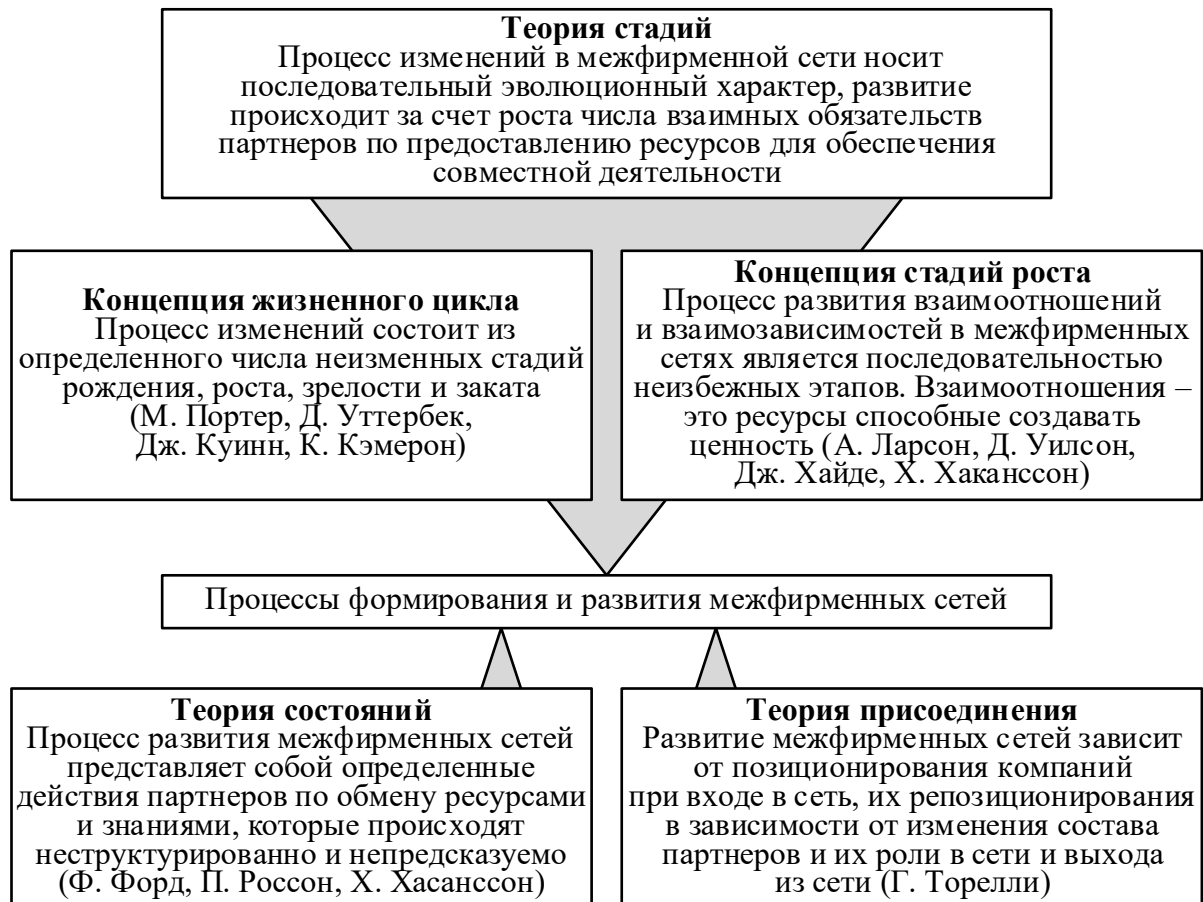 Теория стадий
Процесс изменений в межфирменной сети носит
последовательный эволюционный характер, развитие
происходит за счет роста числа взаимных обязательств
партнеров по предоставлению ресурсов для обеспечения
совместной деятельности
Концепция жизненного цикла
Процесс изменений состоит из
определенного числа неизменных стадий
рождения, роста, зрелости и заката
(М. Портер, Д. Уттербек,
Дж. Куинн, К. Кэмерон)
Концепция стадий роста
Процесс развития взаимоотношений
и взаимозависимостей в межфирменных
сетях является последовательностью
неизбежных этапов. Взаимоотношения –
это ресурсы способные создавать
ценность (А. Ларсон, Д. Уилсон,
Дж. Хайде, Х. Хаканссон)
Процессы формирования и развития межфирменных сетей
Теория состояний
Процесс развития межфирменных сетей
представляет собой определенные
действия партнеров по обмену ресурсами
и знаниями, которые происходят
неструктурированно и непредсказуемо
(Ф. Форд, П. Россон, Х. Хасанссон)
Теория присоединения
Развитие межфирменных сетей зависит
от позиционирования компаний
при входе в сеть, их репозиционирования
в зависимости от изменения состава
партнеров и их роли в сети и выхода
из сети (Г. Торелли)